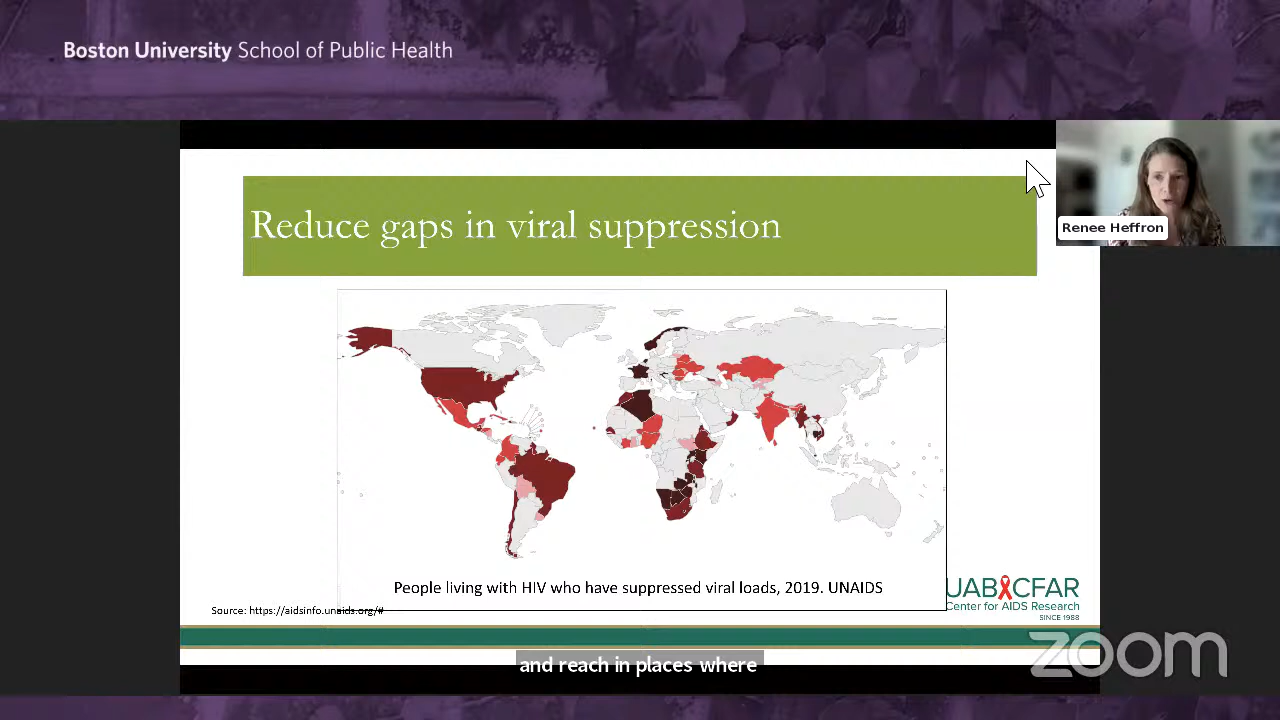 Boston University School of Public Health
Reduce gaps in viral suppression
Renee Heffron
People living with HIV who have suppressed viral loads, 2019. UNAIDS
Source: https://aidsinfo.unaids.org/#
UAB CFAR
Center for AIDS Research
SINCE 1988
zoom
and reach in places where